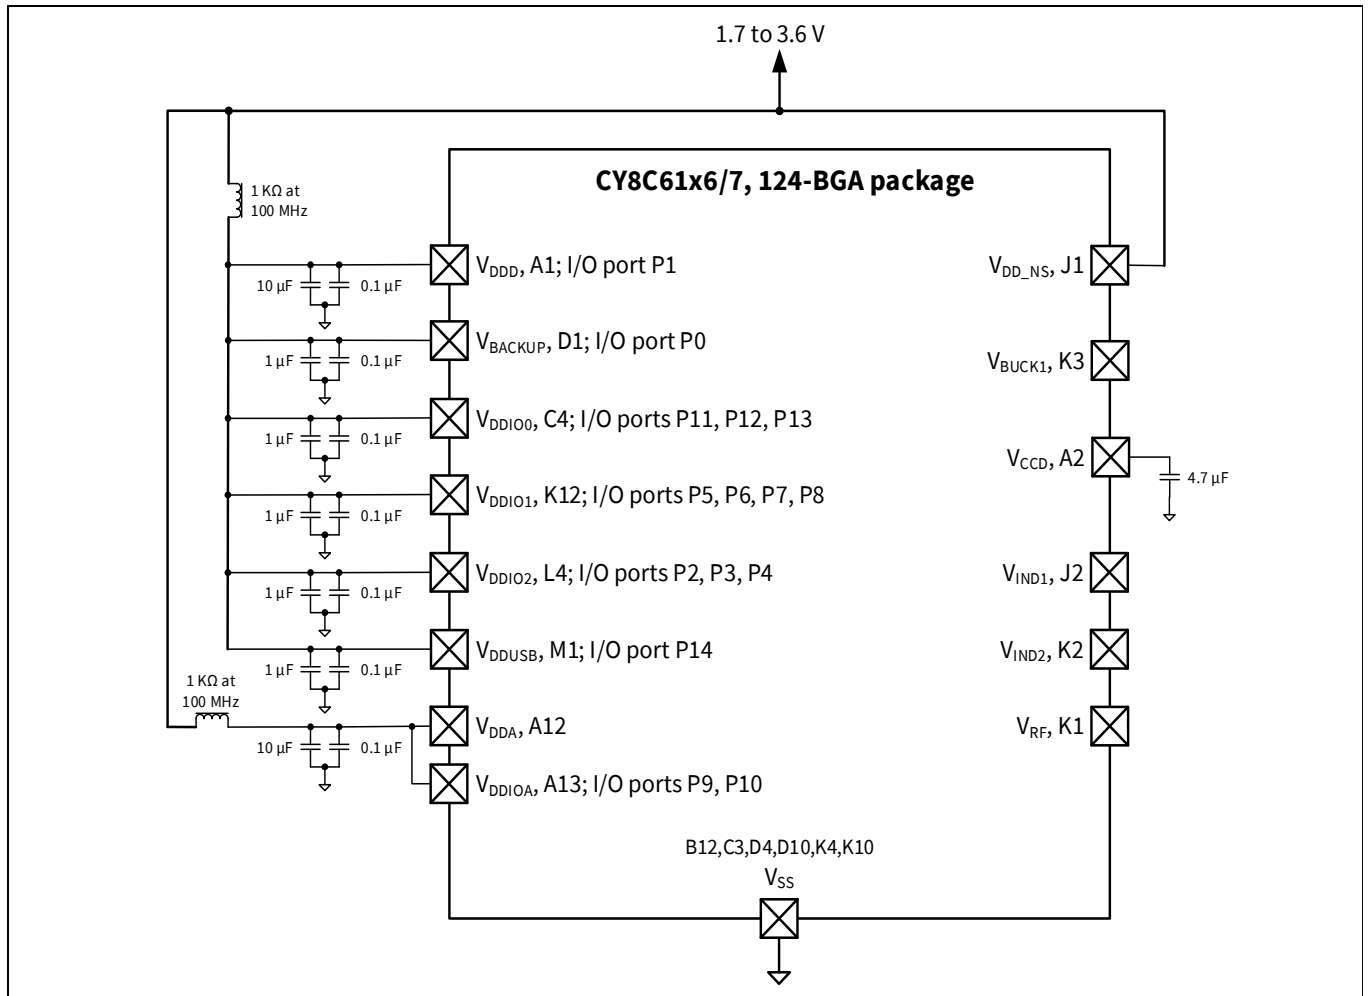 1.7 to 3.6 V
CY8C61x6/7, 124-BGA package
1 KΩ at
100 MHz
10 µF
0.1 µF
VDDD, A1; I/O port P1
VDD_NS, J1
1 µF
0.1 µF
VBACKUP, D1; I/O port P0
VBUCK1, K3
1 µF
0.1 µF
VDDIO0, C4; I/O ports P11, P12, P13
VCCD, A2
4.7 µF
1 µF
0.1 µF
VDDIO1, K12; I/O ports P5, P6, P7, P8
1 µF
0.1 µF
VDDIO2, L4; I/O ports P2, P3, P4
VIND1, J2
1 µF
0.1 µF
VDDUSB, M1; I/O port P14
VIND2, K2
1 KΩ at
100 MHz
10 µF
0.1 µF
VDDA, A12
VRF, K1
VDDIOA, A13; I/O ports P9, P10
B12,C3,D4,D10,K4,K10
VSS